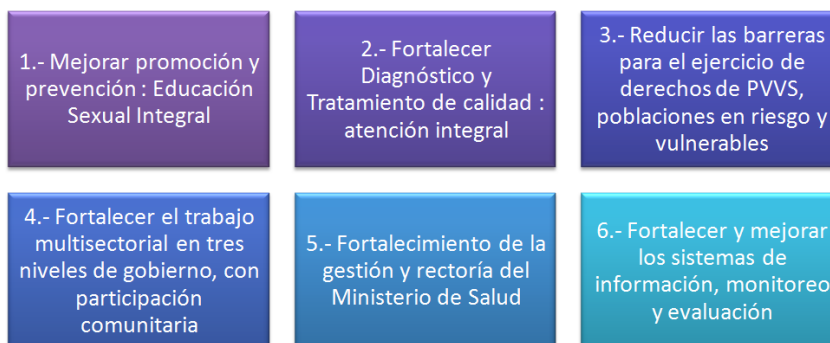 1.- Mejorar promoción y
prevención : Educación
Sexual Integral
2.- Fortalecer
Diagnóstico y
Tratamiento de calidad :
atención integral
3.- Reducir las barreras
para el ejercicio de
derechos de PVVS,
poblaciones en riesgo y
vulnerables
4.- Fortalecer el trabajo
multisectorial en tres
niveles de gobierno, con
participación
comunitaria
5.- Fortalecimiento de la
gestión y rectoría del
Ministerio de Salud
6.- Fortalecer y mejorar
los sistemas de
información, monitoreo
y evaluación